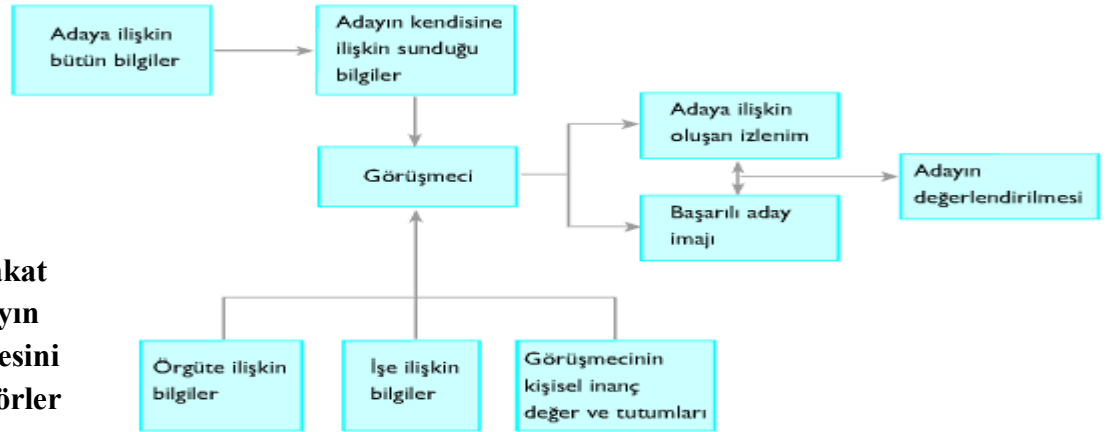 Adaya ilişkin
bütün bilgiler
Adayın kendisine
ilişkin sunduğu
bilgiler
Görüşmeci
Adaya ilişkin
oluşan izlenim
Başarılı aday
imajı
Adayın
değerlendirilmesi
Örgüte ilişkin
bilgiler
İşe ilişkin
bilgiler
Görüşmecinin
kişisel inanç
değer ve tutumları